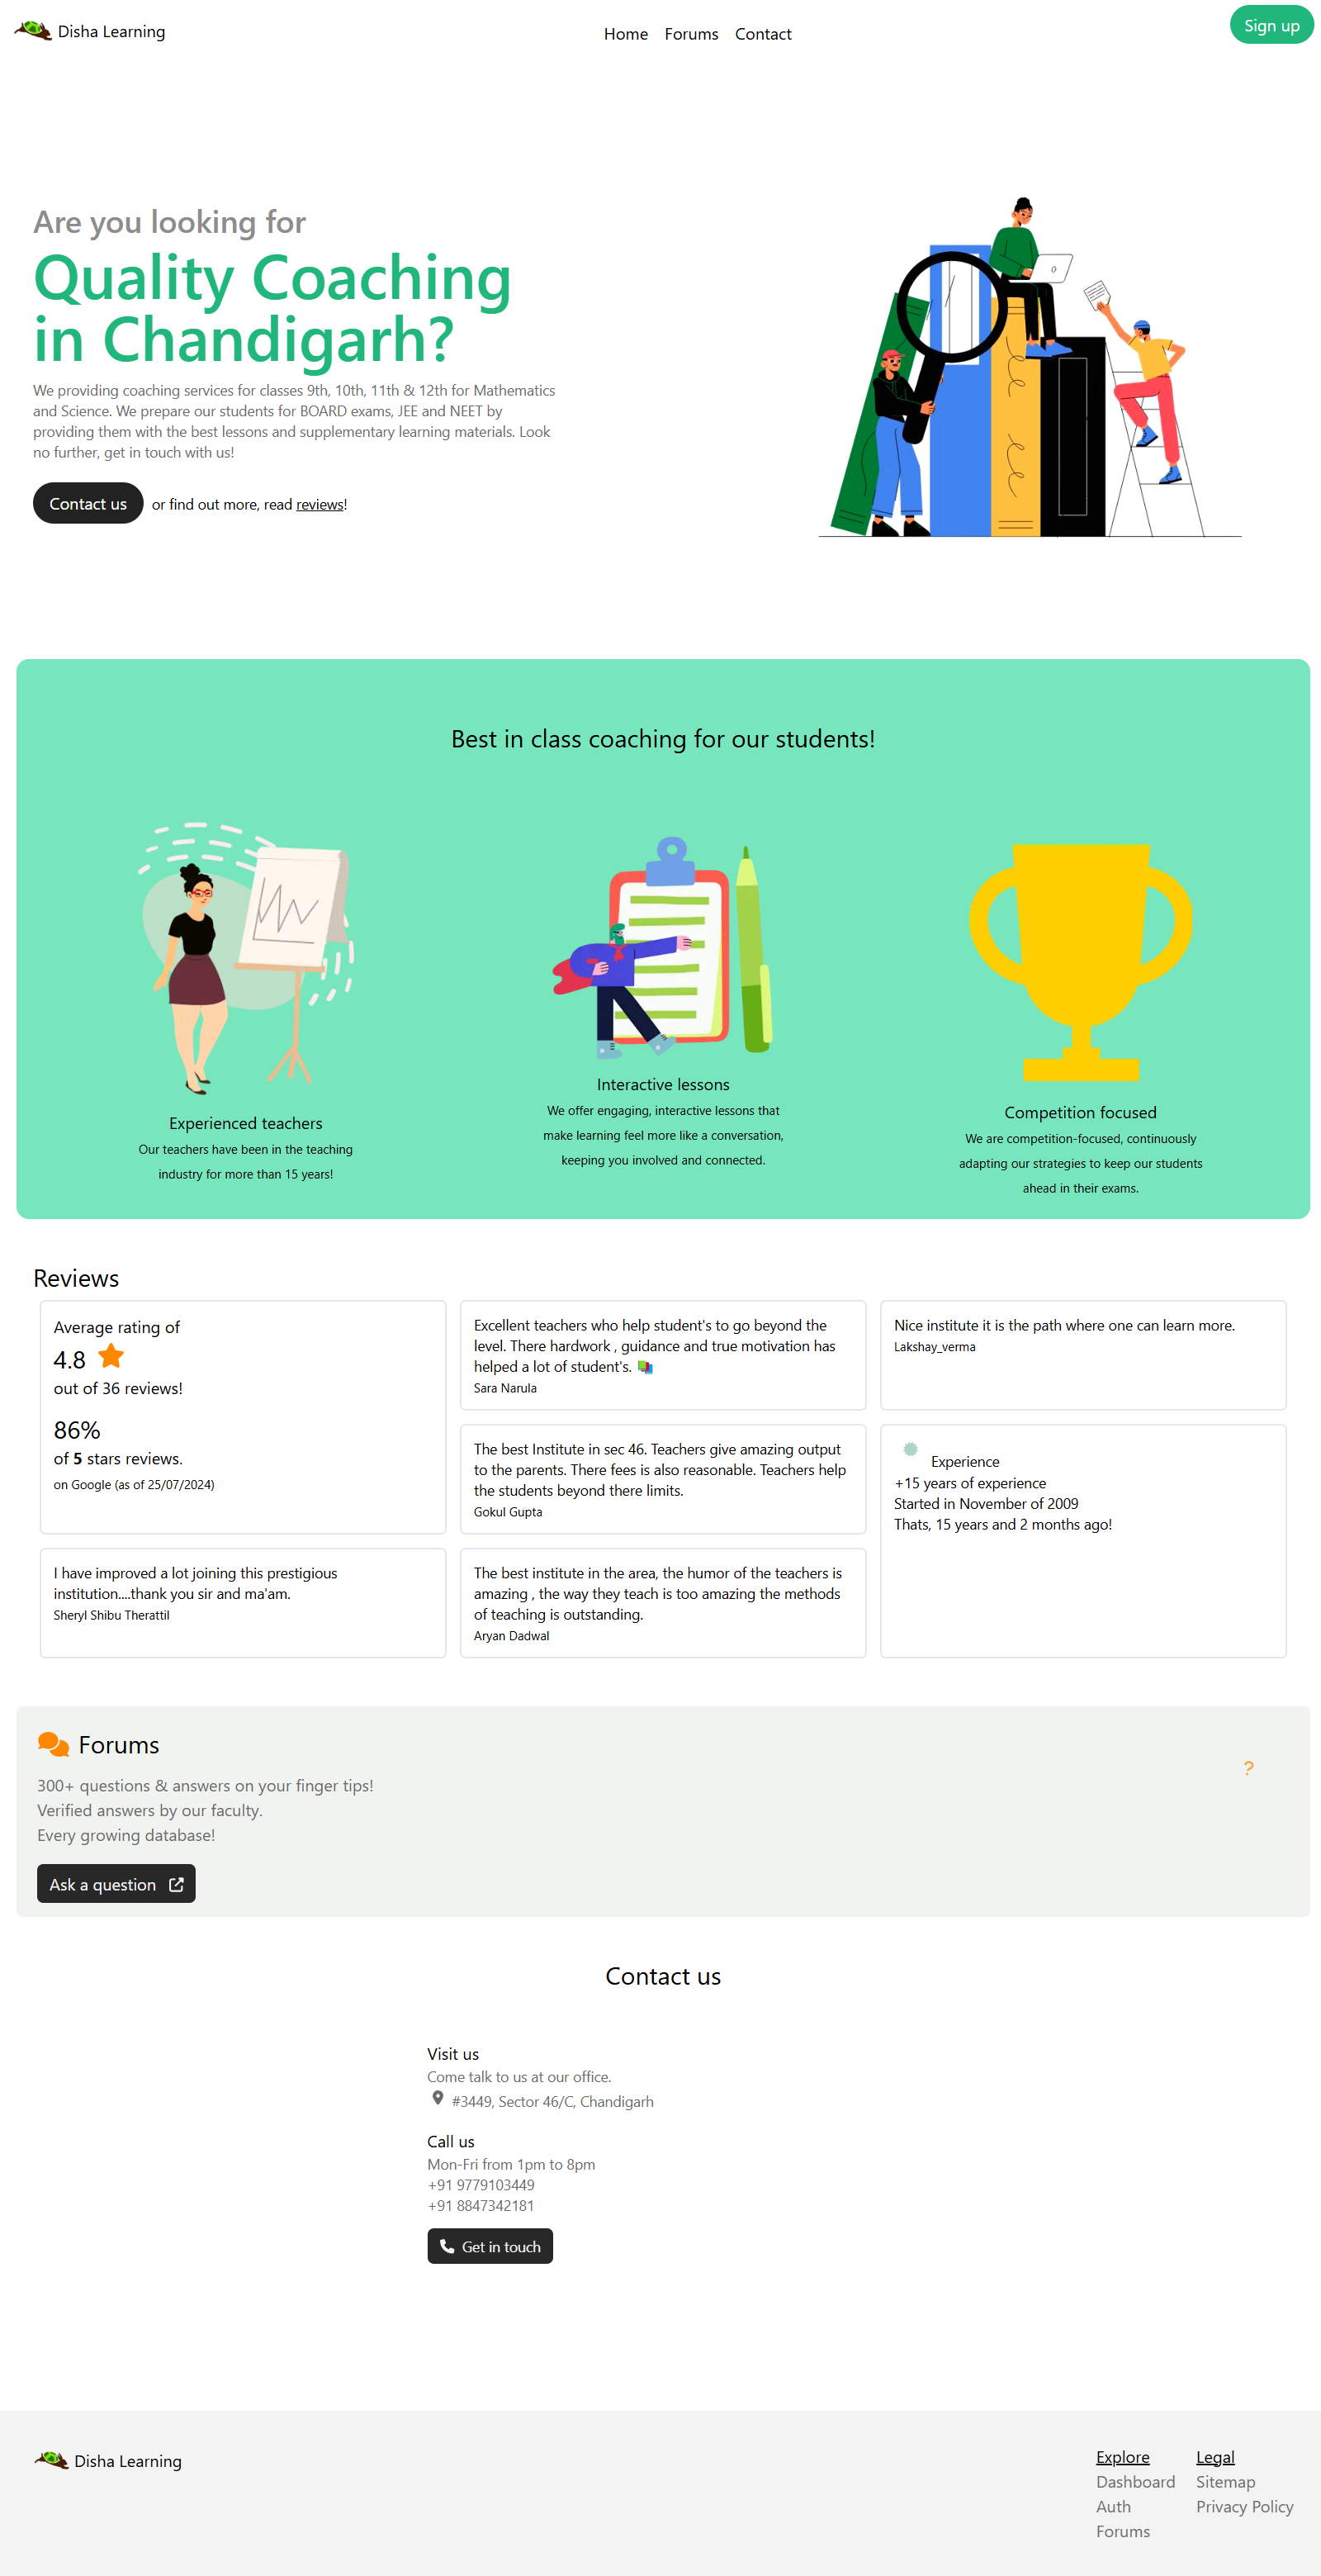 Disha Learning
Home Forums Contact
Sign up
Are you looking for
Quality Coaching
in Chandigarh?
We providing coaching services for classes 9th, 10th, 11th & 12th for Mathematics
and Science. We prepare our students for BOARD exams, JEE and NEET by
providing them with the best lessons and supplementary learning materials. Look
no further, get in touch with us!
Contact us or find out more, read reviews!
Best in class coaching for our students!
Experienced teachers
Our teachers have been in the teaching
industry for more than 15 years!
Interactive lessons
We offer engaging, interactive lessons that
make learning feel more like a conversation,
keeping you involved and connected.
Competition focused
We are competition-focused, continuously
adapting our strategies to keep our students
ahead in their exams.
Reviews
Average rating of
4.8
out of 36 reviews!
86%
of 5 stars reviews.
on Google (as of 25/07/2024)
Excellent teachers who help student's to go beyond the
level. There hardwork , guidance and true motivation has
helped a lot of student's.
Sara Narula
Nice institute it is the path where one can learn more.
Lakshay_verma
The best Institute in sec 46. Teachers give amazing output
to the parents. There fees is also reasonable. Teachers help
the students beyond there limits.
Gokul Gupta
Experience
+15 years of experience
Started in November of 2009
Thats, 15 years and 2 months ago!
I have improved a lot joining this prestigious
institution....thank you sir and ma'am.
Sheryl Shibu Therattil
The best institute in the area, the humor of the teachers is
amazing , the way they teach is too amazing the methods
of teaching is outstanding.
Aryan Dadwal
Forums
300+ questions & answers on your finger tips!
Verified answers by our faculty.
Every growing database!
?
Ask a question
Contact us
Visit us
Come talk to us at our office.
#3449, Sector 46/C, Chandigarh
Call us
Mon-Fri from 1pm to 8pm
+91 9779103449
+91 8847342181
Get in touch
Disha Learning
Explore
Dashboard
Auth
Forums
Legal
Sitemap
Privacy Policy